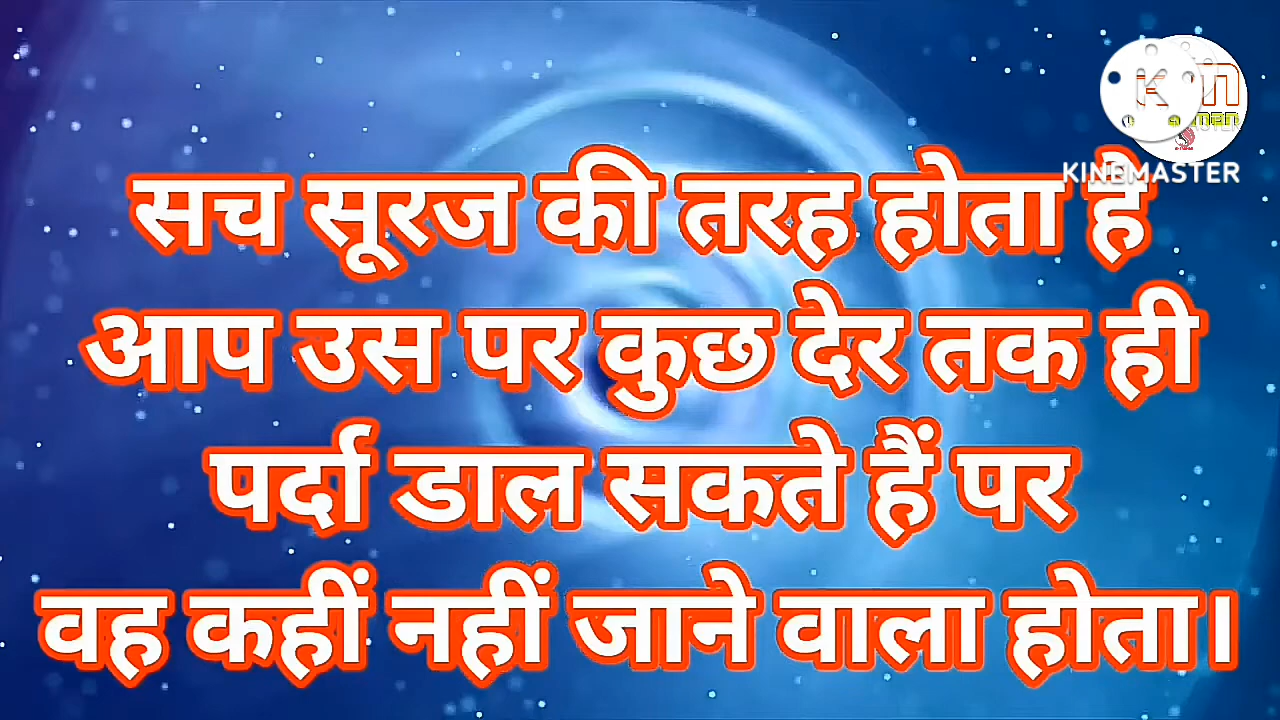 KINEMASTER
सच सूरज की तरह होता हे
आप उस पर कुछ देर तक ही
पर्दा डाल सकते हैं पर
वह कहीं नहीं जाने वाला होता।